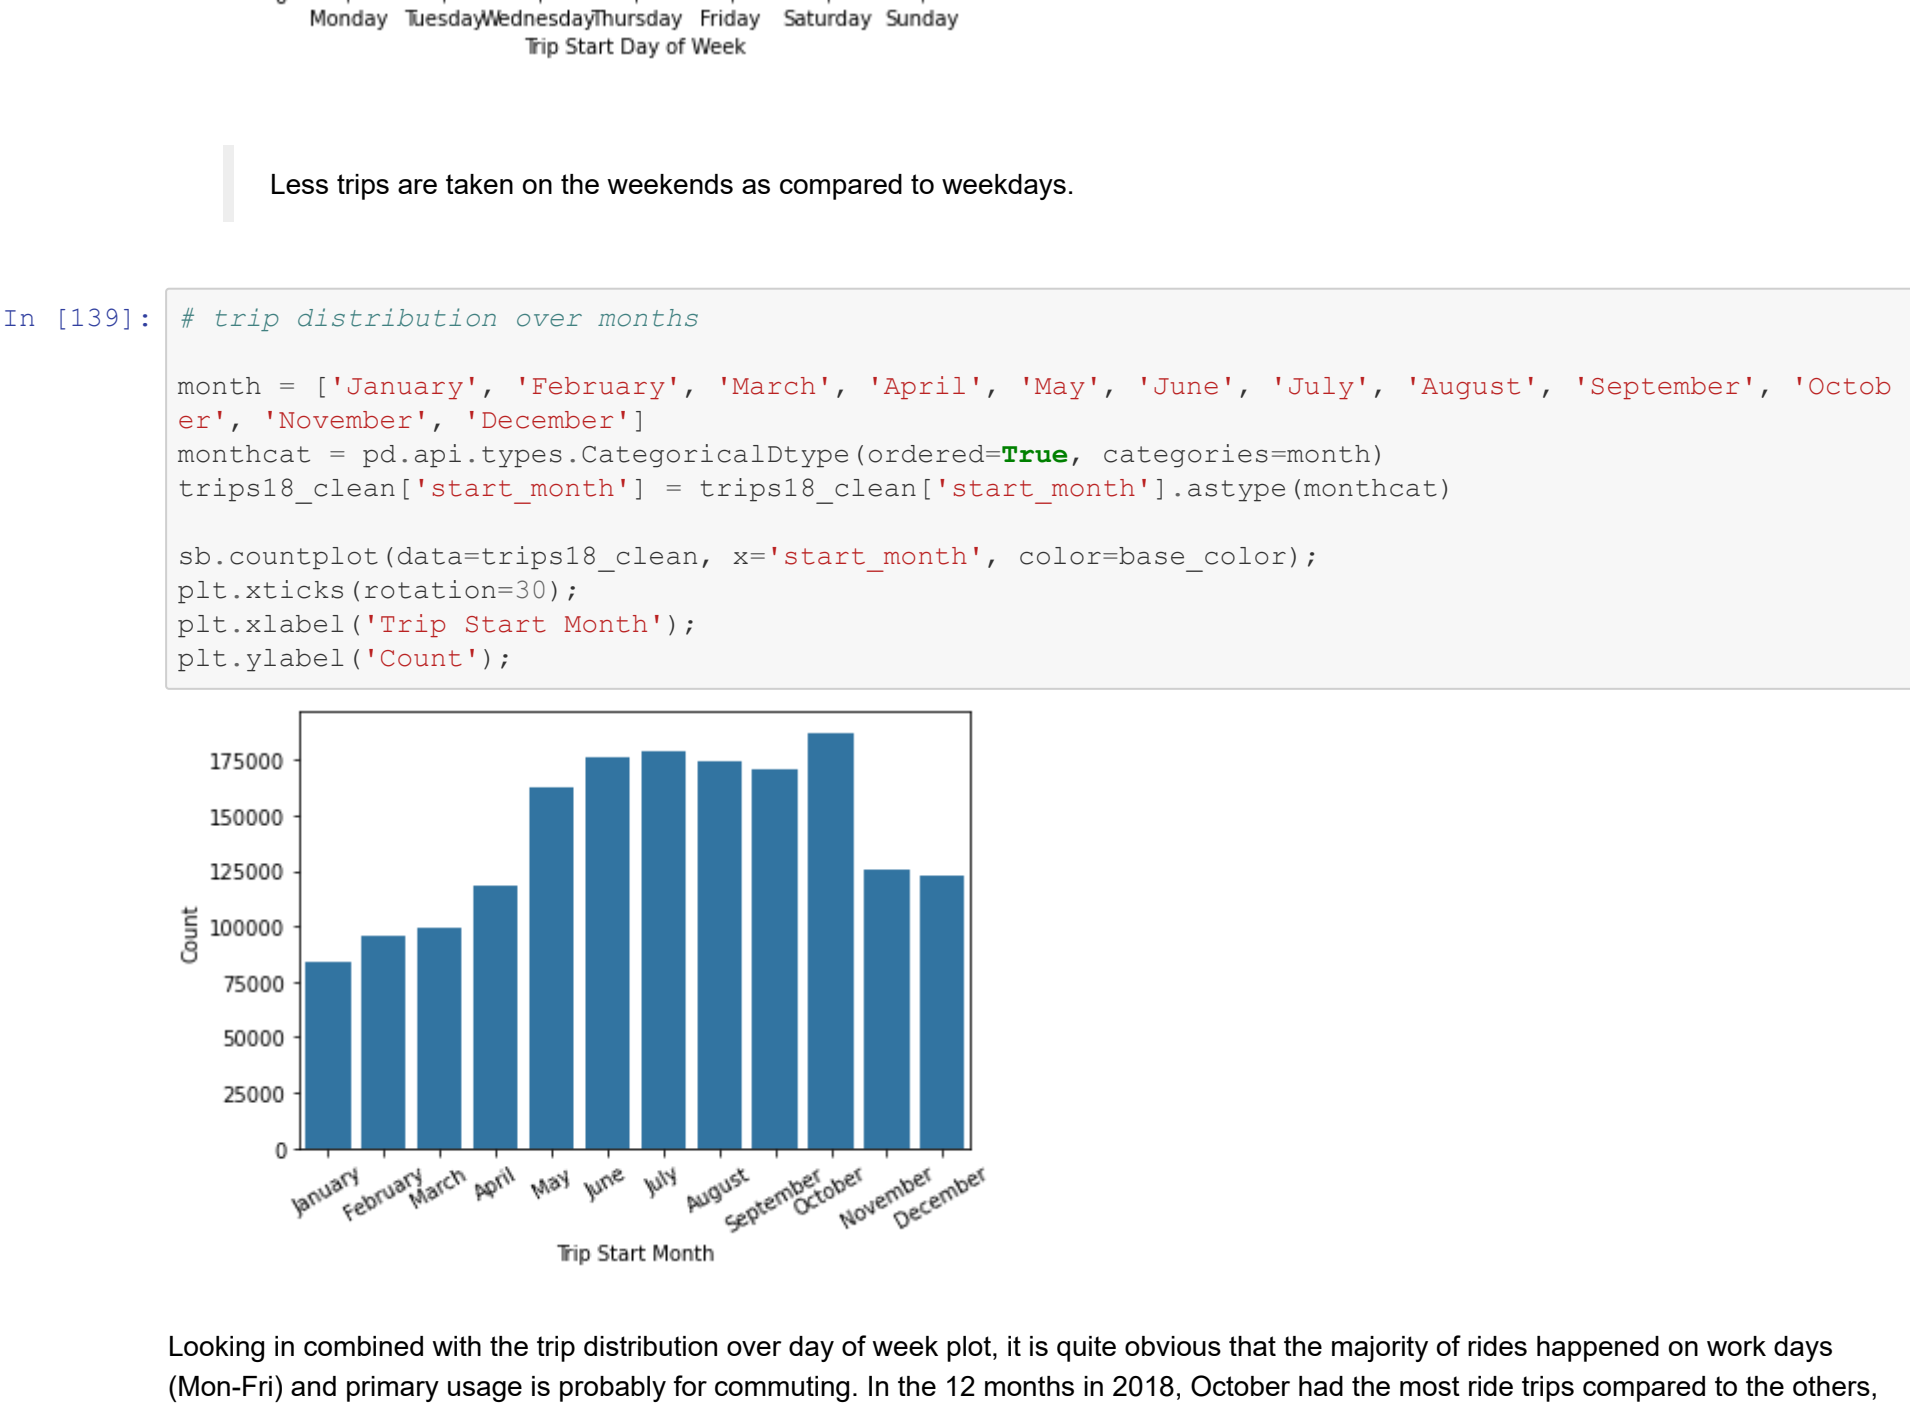 0
Monday Tuesday Wednesday Thursday Friday Saturday Sunday
Trip Start Day of Week
Less trips are taken on the weekends as compared to weekdays.
In [139]: # trip distribution over months
month = ['January', 'February', 'March', 'April', 'May', 'June', 'July', 'August', 'September', 'Octob
er', 'November', 'December']
monthcat = pd.api.types.CategoricalDtype(ordered=True, categories=month)
trips18_clean['start_month'] = trips18_clean['start_month'].astype(monthcat)
sb.countplot(data=trips18_clean, x='start_month', color=base_color);
plt.xticks(rotation=30);
plt.xlabel('Trip Start Month');
plt.ylabel('Count');
175000
150000
125000
100000
75000
50000
25000
0
Count
January February March April May June July August September October November December
Trip Start Month
Looking in combined with the trip distribution over day of week plot, it is quite obvious that the majority of rides happened on work days
(Mon-Fri) and primary usage is probably for commuting. In the 12 months in 2018, October had the most ride trips compared to the others,